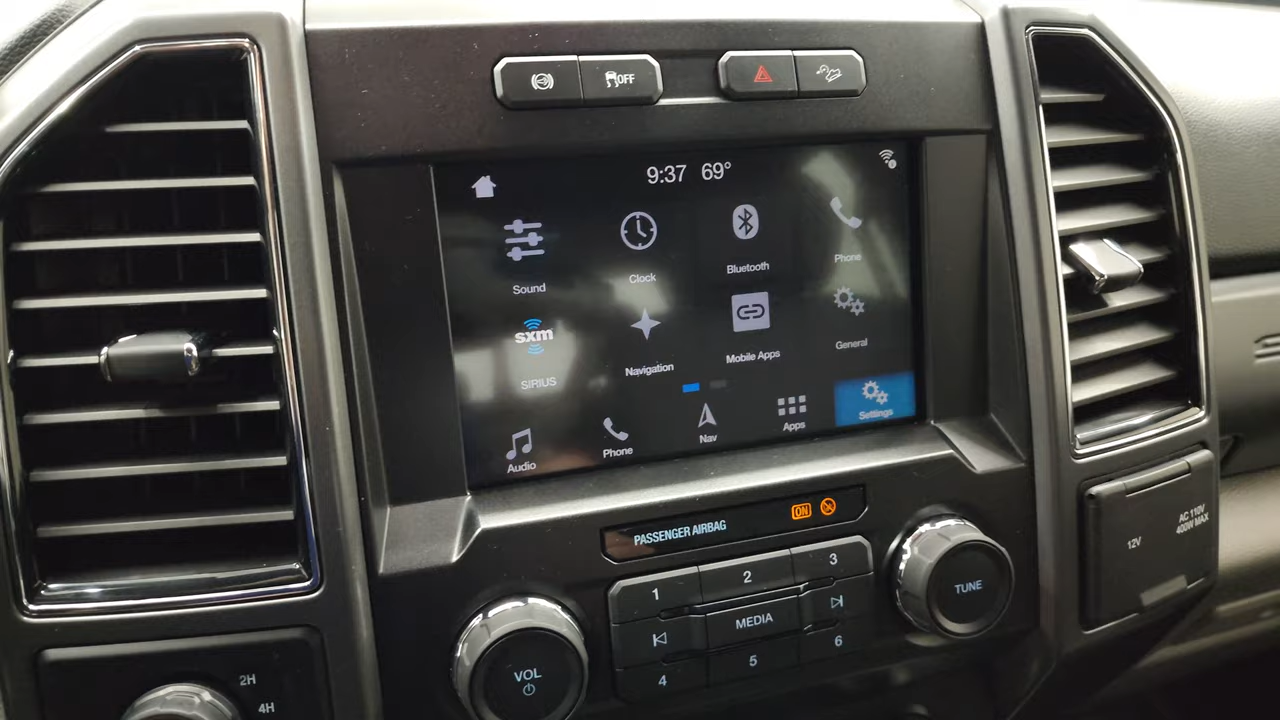 OFF
9:37 69°
Sound
Clock
Bluetooth
Phone
sxm
SIRIUS
Navigation
Mobile Apps
General
Audio
Phone
Nav
Apps
Settings
PASSENGER AIRBAG
ON
1
2
3
MEDIA
4
5
6
VOL
TUNE
2H
4H
12V
AC 110V
400W MAX